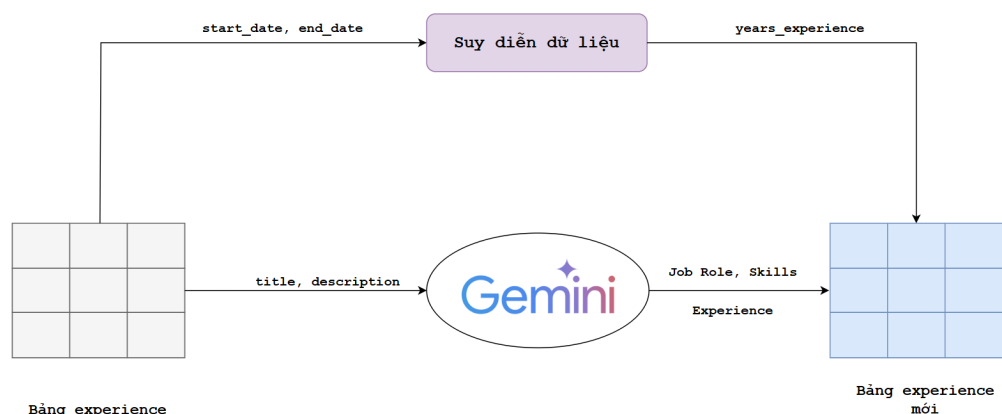 start_date, end_date
Suy diễn dữ liệu
years_experience
title, description
Gemini
Job Role, Skills
Experience
Bảng experience
Bảng experience
mới